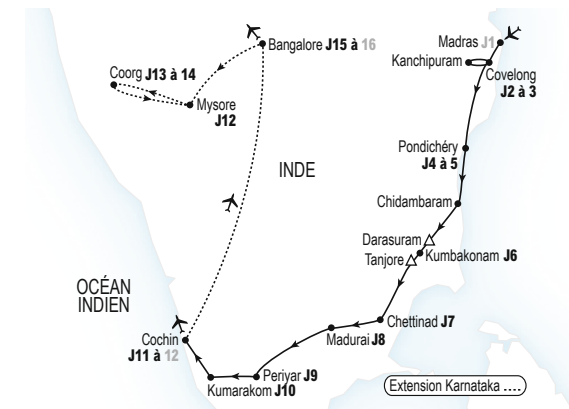 Madras J1
Bangalore J15 à 16
Kanchipuram
Covelong
J2 à 3
Coorg J13 à 14
Mysore
J12
Pondichéry
J4 à 5
INDE
Chidambaram
Darasuram
Tanjore
Kumbakonam J6
OCÉAN
INDIEN
Chettinad J7
Madurai J8
Cochin
J11 à 12
Periyar J9
Kumarakom J10
Extension Karnataka ....